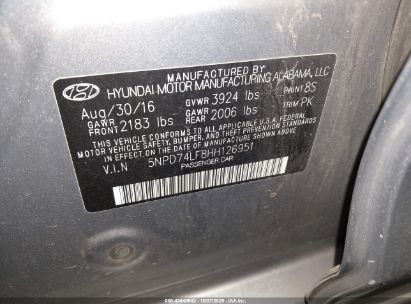 MANUFACTURED BY
HYUNDAI MOTOR MANUFACTURING ALABAMA, LLC
Aug/30/16 GVWR 3924 lbs PAINT 8S
GAWR FRONT 2183 lbs GAWR REAR 2006 lbs TRIM PK
THIS VEHICLE CONFORMS TO ALL APPLICABLE U.S.A. FEDERAL
MOTOR VEHICLE SAFETY, BUMPER, AND THEFT PREVENTION
STANDARDS IN EFFECT ON THE DATE OF MANUFACTURE SHOWN ABOVE.
V.I.N 5NPD74LF8HH126951
PASSENGER CAR